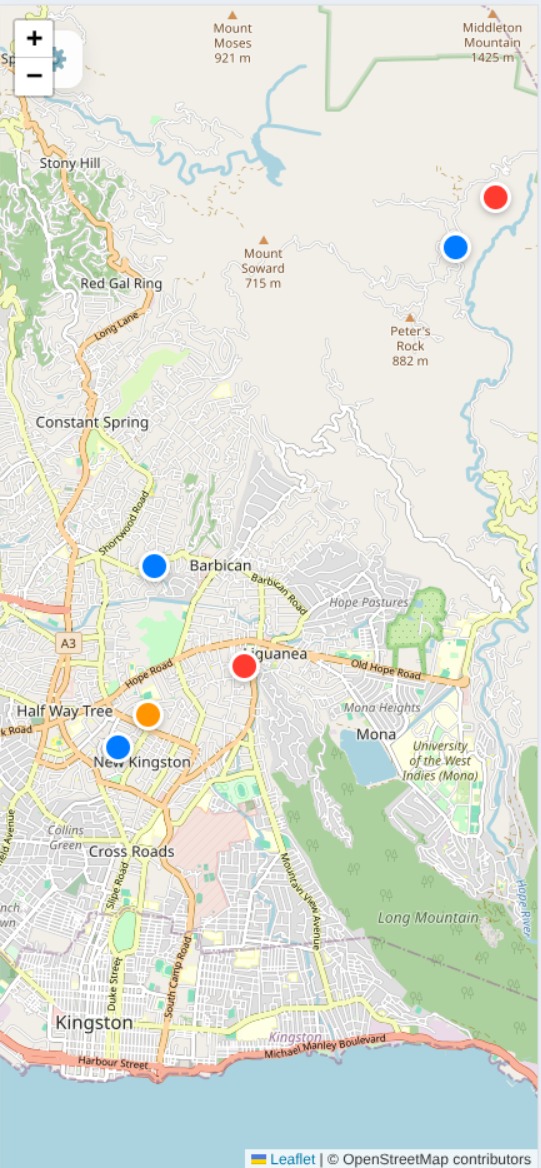 Mount
Moses
921 m
Middleton
Mountain
1425 m
+
Sp
−
Stony Hill
Mount
Soward
715 m
Red Gal Ring
Long Lane
Peter's
Rock
882 m
Constant Spring
Shortwood Road
Barbican
Barbican Road
Hope Pastures
A3
Liguanea
Hope Road
Old Hope Road
Half Way Tree
Mona Heights
k Road
Mona
University
of the West
Indies (Mona)
New Kingston
Collins
Green
Cross Roads
Slipe Road
Mountain View Avenue
Hope River
Long Mountain
Duke Street
South Camp Road
Kingston
Kingston
Michael Manley Boulevard
Harbour Street
Leaflet | © OpenStreetMap contributors